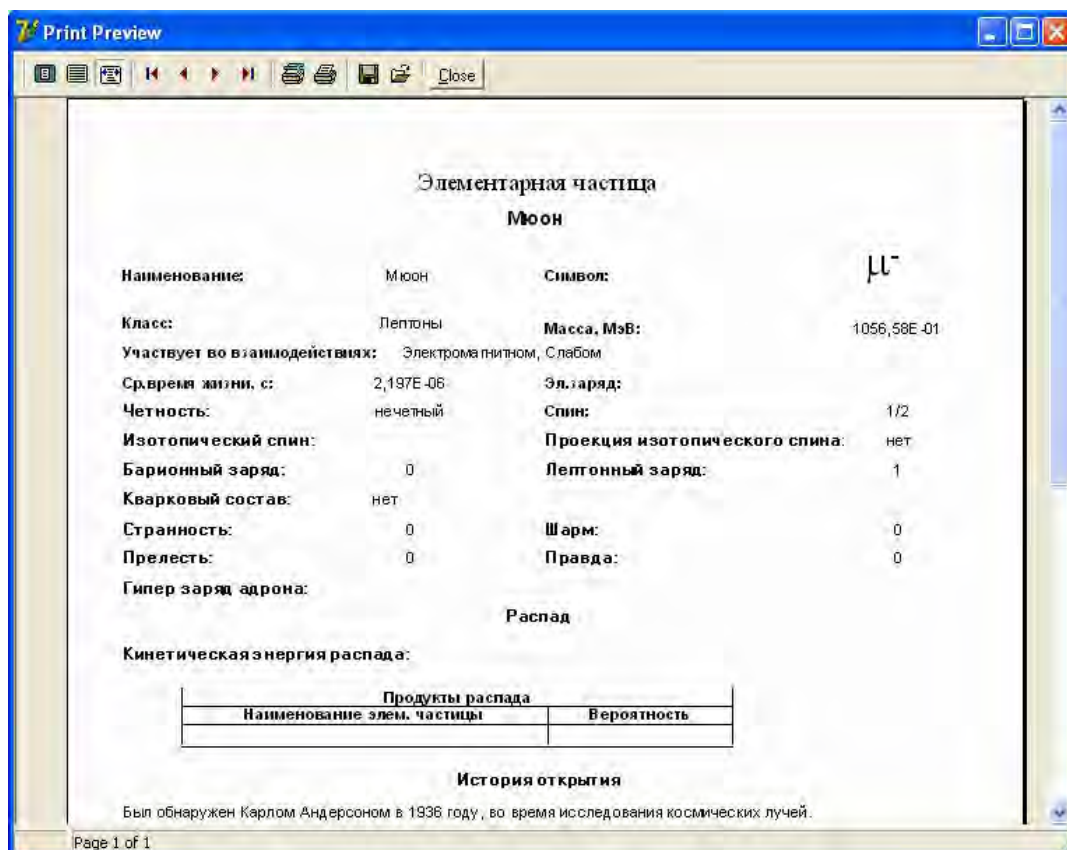 Print Preview
Close
Элементарная частица
Мюон
Наименование: Мюон Символ: μ-
Класс: Лептоны Масса, МэВ: 1056,58E-01
Участвует во взаимодействиях: Электромагнитном, Слабом
Ср.время жизни, с: 2,197E-06 Эл.заряд:
Четность: нечетный Спин: 1/2
Изотопический спин: Проекция изотопического спина: нет
Барионный заряд: 0 Лептонный заряд: 1
Кварковый состав: нет
Странность: 0 Шарм: 0
Прелесть: 0 Правда: 0
Гипер заряд адрона:
Распад
Кинетическая энергия распада:
Продукты распада
Наименование элем. частицы Вероятность
История открытия
Был обнаружен Карлом Андерсоном в 1936 году, во время исследования космических лучей.
Page 1 of 1